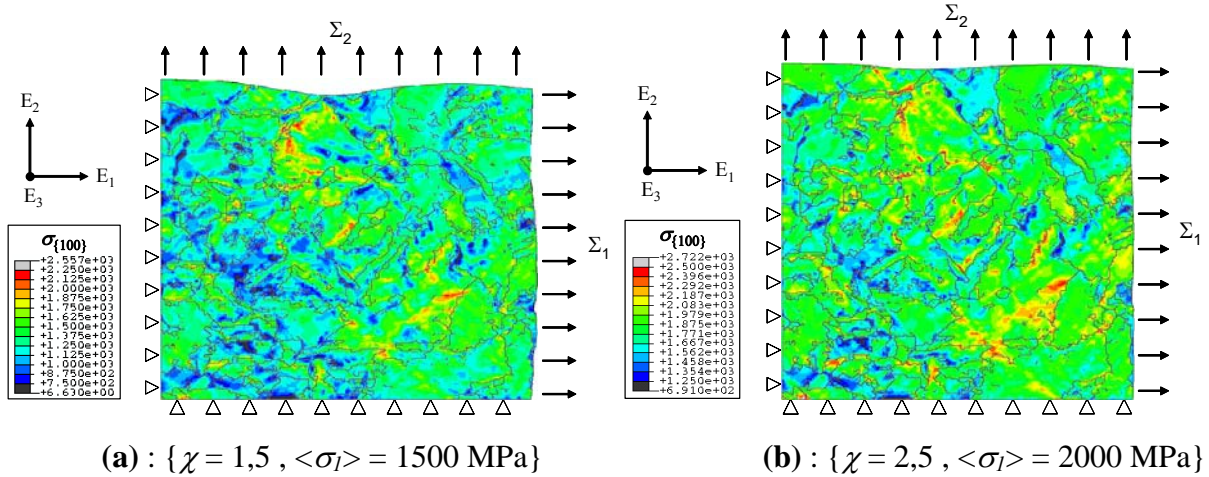 Σ2
Σ2
E2
E1
E3
E2
E1
E3
Σ1
Σ1
σ{100}
+2.557e+03
+2.250e+03
+2.125e+03
+2.000e+03
+1.875e+03
+1.750e+03
+1.625e+03
+1.500e+03
+1.375e+03
+1.250e+03
+1.125e+03
+1.000e+03
+8.750e+02
+7.500e+02
+6.630e+00
σ{100}
+2.722e+03
+2.500e+03
+2.396e+03
+2.292e+03
+2.187e+03
+2.083e+03
+1.979e+03
+1.875e+03
+1.771e+03
+1.667e+03
+1.562e+03
+1.458e+03
+1.354e+03
+1.250e+03
+6.910e+02
(a) : {χ = 1,5 , <σI> = 1500 MPa}
(b) : {χ = 2,5 , <σI> = 2000 MPa}